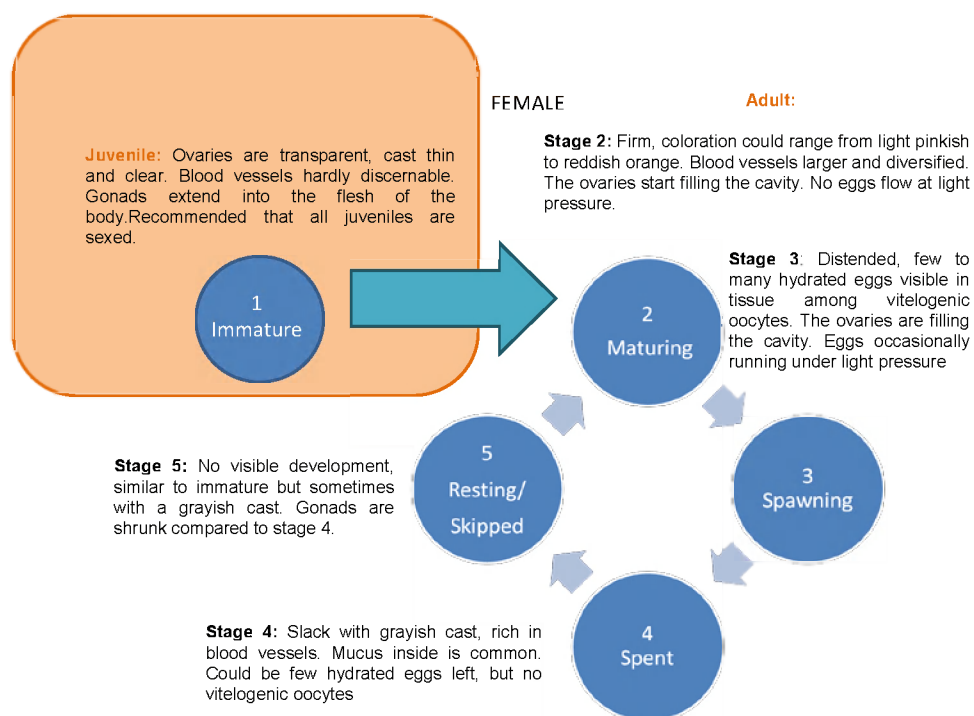 FEMALE
Adult:
Juvenile: Ovaries are transparent, cast thin
and clear. Blood vessels hardly discernable.
Gonads extend into the flesh of the
body.Recommended that all juveniles are
sexed.
1
Immature
Stage 2: Firm, coloration could range from light pinkish
to reddish orange. Blood vessels larger and diversified.
The ovaries start filling the cavity. No eggs flow at light
pressure.
2
Maturing
Stage 3: Distended, few to
many hydrated eggs visible in
tissue among vitelogenic
oocytes. The ovaries are filling
the cavity. Eggs occasionally
running under light pressure
3
Spawning
Stage 5: No visible development,
similar to immature but sometimes
with a grayish cast. Gonads are
shrunk compared to stage 4.
5
Resting/
Skipped
Stage 4: Slack with grayish cast, rich in
blood vessels. Mucus inside is common.
Could be few hydrated eggs left, but no
vitelogenic oocytes
4
Spent